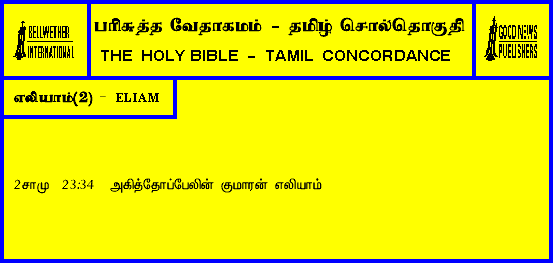 BELLWETHER
INTERNATIONAL
பரிசுத்த வேதாகமம் - தமிழ் சொல்தொகுதி
THE HOLY BIBLE - TAMIL CONCORDANCE
GOOD NEWS
PUBLISHERS
எலியாம்(2) - ELIAM
2சாமு 23:34 அகித்தோப்பேலின் குமாரன் எலியாம்